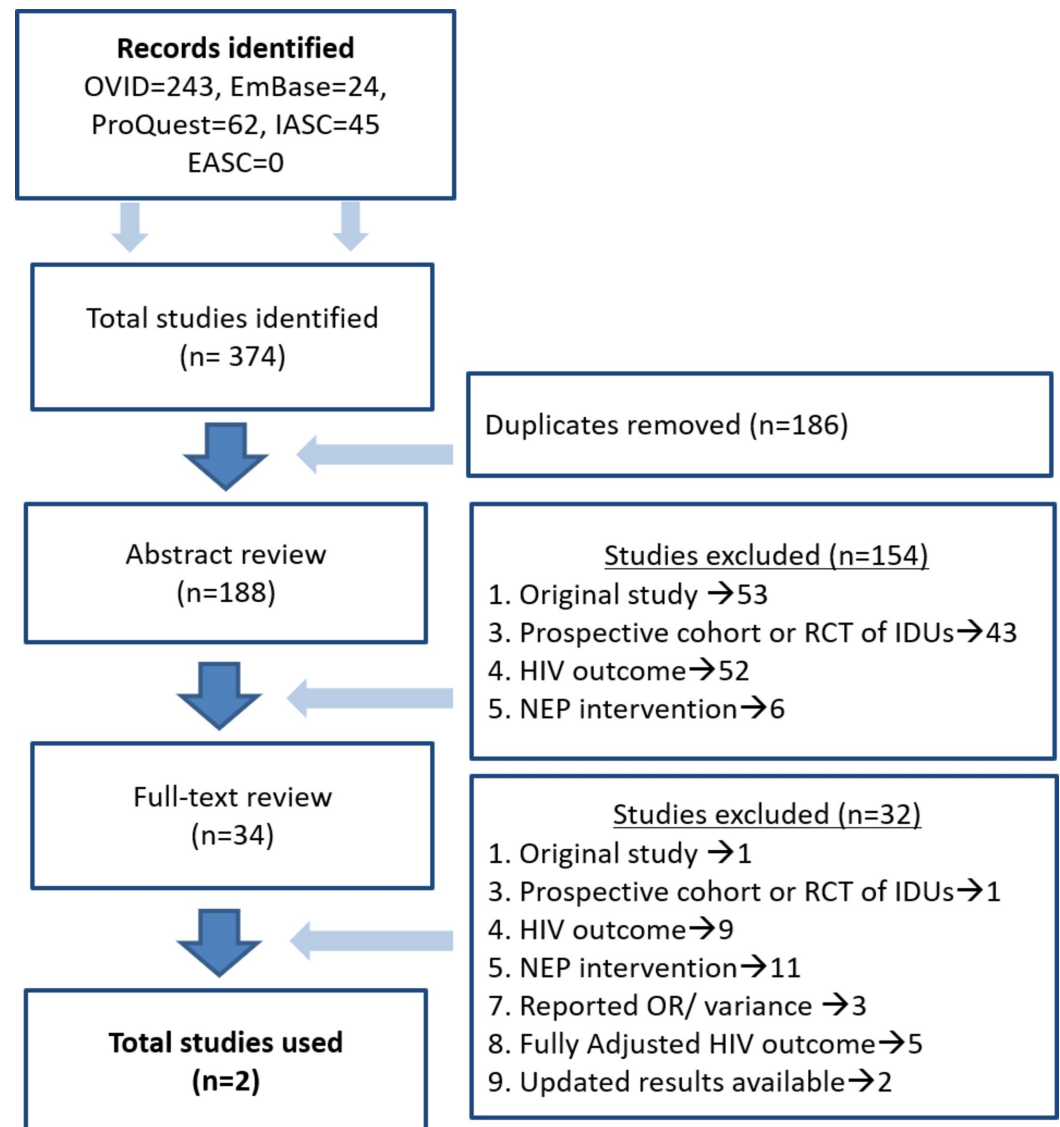 Records identified
OVID=243, EmBase=24,
ProQuest=62, IASC=45
EASC=0
Total studies identified
(n= 374)
Duplicates removed (n=186)
Abstract review
(n=188)
Studies excluded (n=154)
1. Original study →53
3. Prospective cohort or RCT of IDUs→43
4. HIV outcome→52
5. NEP intervention→6
Full-text review
(n=34)
Studies excluded (n=32)
1. Original study →1
3. Prospective cohort or RCT of IDUs→1
4. HIV outcome→9
5. NEP intervention→11
7. Reported OR/ variance →3
8. Fully Adjusted HIV outcome→5
9. Updated results available→2
Total studies used
(n=2)